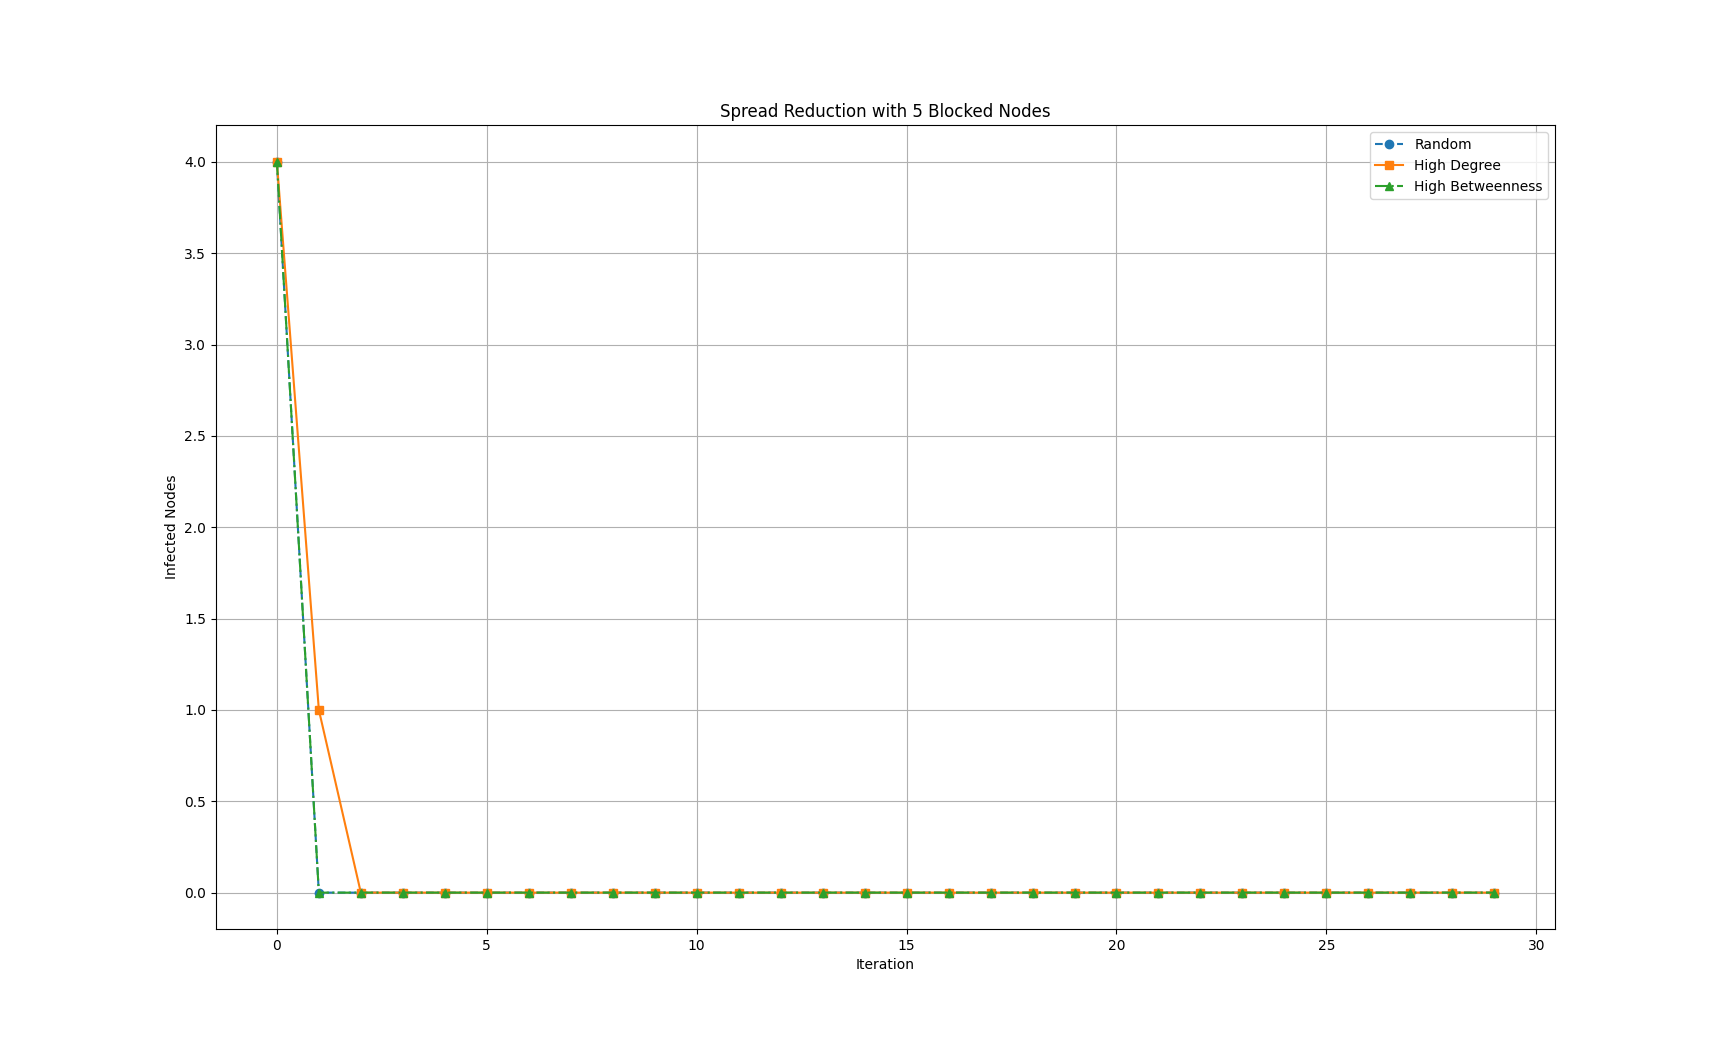 Spread Reduction with 5 Blocked Nodes
Random
High Degree
High Betweenness
4.0
3.5
3.0
2.5
2.0
1.5
1.0
0.5
0.0
Infected Nodes
0 5 10 15 20 25 30
Iteration